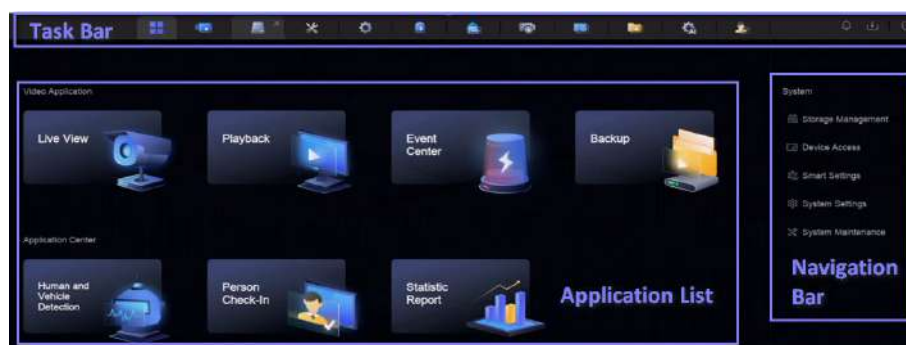 Task Bar
Video Application
Live View
Playback
Event
Center
Backup
Application Center
Human and
Vehicle
Detection
Person
Check-In
Statistic
Report
Application List
System
Storage Management
Device Access
Smart Settings
System Settings
System Maintenance
Navigation
Bar